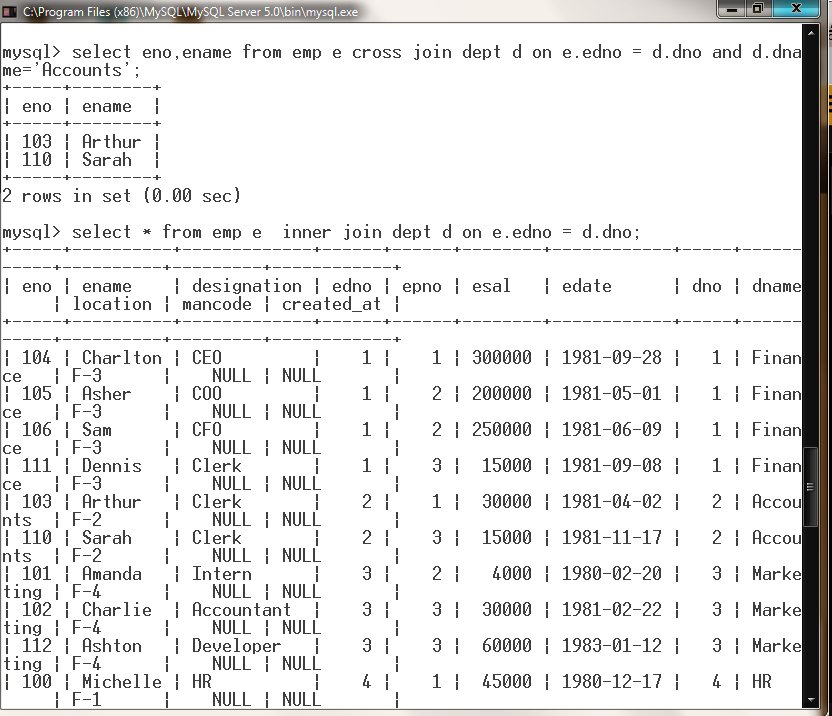 C:\Program Files (x86)\MySQL\MySQL Server 5.0\bin\mysql.exe
mysql> select eno,ename from emp e cross join dept d on e.edno = d.dno and d.dna
me='Accounts';
+-----+--------+
| eno | ename  |
+-----+--------+
| 103 | Arthur |
| 110 | Sarah  |
+-----+--------+
2 rows in set (0.00 sec)
mysql> select * from emp e  inner join dept d on e.edno = d.dno;
+-----+----------+-------------+------+------+--------+------------+-----+------
-----+----------+---------+------------+
| eno | ename    | designation | edno | epno | esal   | edate      | dno | dname
     | location | mancode | created_at |
+-----+----------+-------------+------+------+--------+------------+-----+------
-----+----------+---------+------------+
| 104 | Charlton | CEO         |    1 |    1 | 300000 | 1981-09-28 |   1 | Finan
ce   | F-3      |    NULL | NULL       |
| 105 | Asher    | COO         |    1 |    2 | 200000 | 1981-05-01 |   1 | Finan
ce   | F-3      |    NULL | NULL       |
| 106 | Sam      | CFO         |    1 |    2 | 250000 | 1981-06-09 |   1 | Finan
ce   | F-3      |    NULL | NULL       |
| 111 | Dennis   | Clerk       |    1 |    3 |  15000 | 1981-09-08 |   1 | Finan
ce   | F-3      |    NULL | NULL       |
| 103 | Arthur   | Clerk       |    2 |    1 |  30000 | 1981-04-02 |   2 | Accou
nts  | F-2      |    NULL | NULL       |
| 110 | Sarah    | Clerk       |    2 |    3 |  15000 | 1981-11-17 |   2 | Accou
nts  | F-2      |    NULL | NULL       |
| 101 | Amanda   | Intern      |    3 |    2 |   4000 | 1980-02-20 |   3 | Marke
ting | F-4      |    NULL | NULL       |
| 102 | Charlie  | Accountant  |    3 |    3 |  30000 | 1981-02-22 |   3 | Marke
ting | F-4      |    NULL | NULL       |
| 112 | Ashton   | Developer   |    3 |    3 |  60000 | 1983-01-12 |   3 | Marke
ting | F-4      |    NULL | NULL       |
| 100 | Michelle | HR          |    4 |    1 |  45000 | 1980-12-17 |   4 | HR
     | F-1      |    NULL | NULL       |